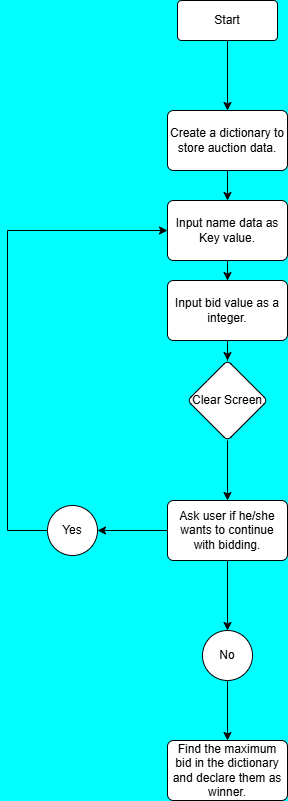 Start
Create a dictionary to
store auction data.
Input name data as
Key value.
Input bid value as a
integer.
Clear Screen
Ask user if he/she
wants to continue
with bidding.
Yes
No
Find the maximum
bid in the dictionary
and declare them as
winner.